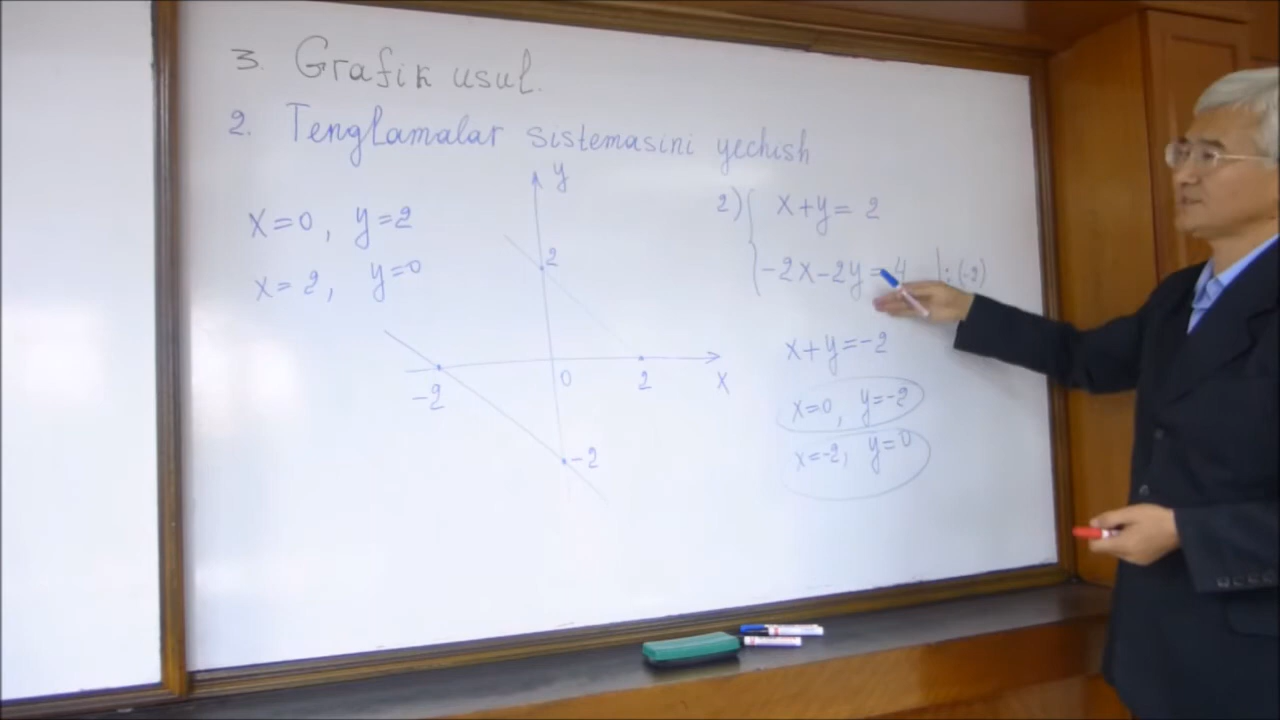 3. Grafik usul.
2. Tenglamalar sistemasini yechish
x=0, y=2
x=2, y=0
y
2
-2
0
2
x
-2
2) x+y=2
-2x-2y=4 | :(-2)
x+y=-2
x=0, y=-2
x=-2, y=0